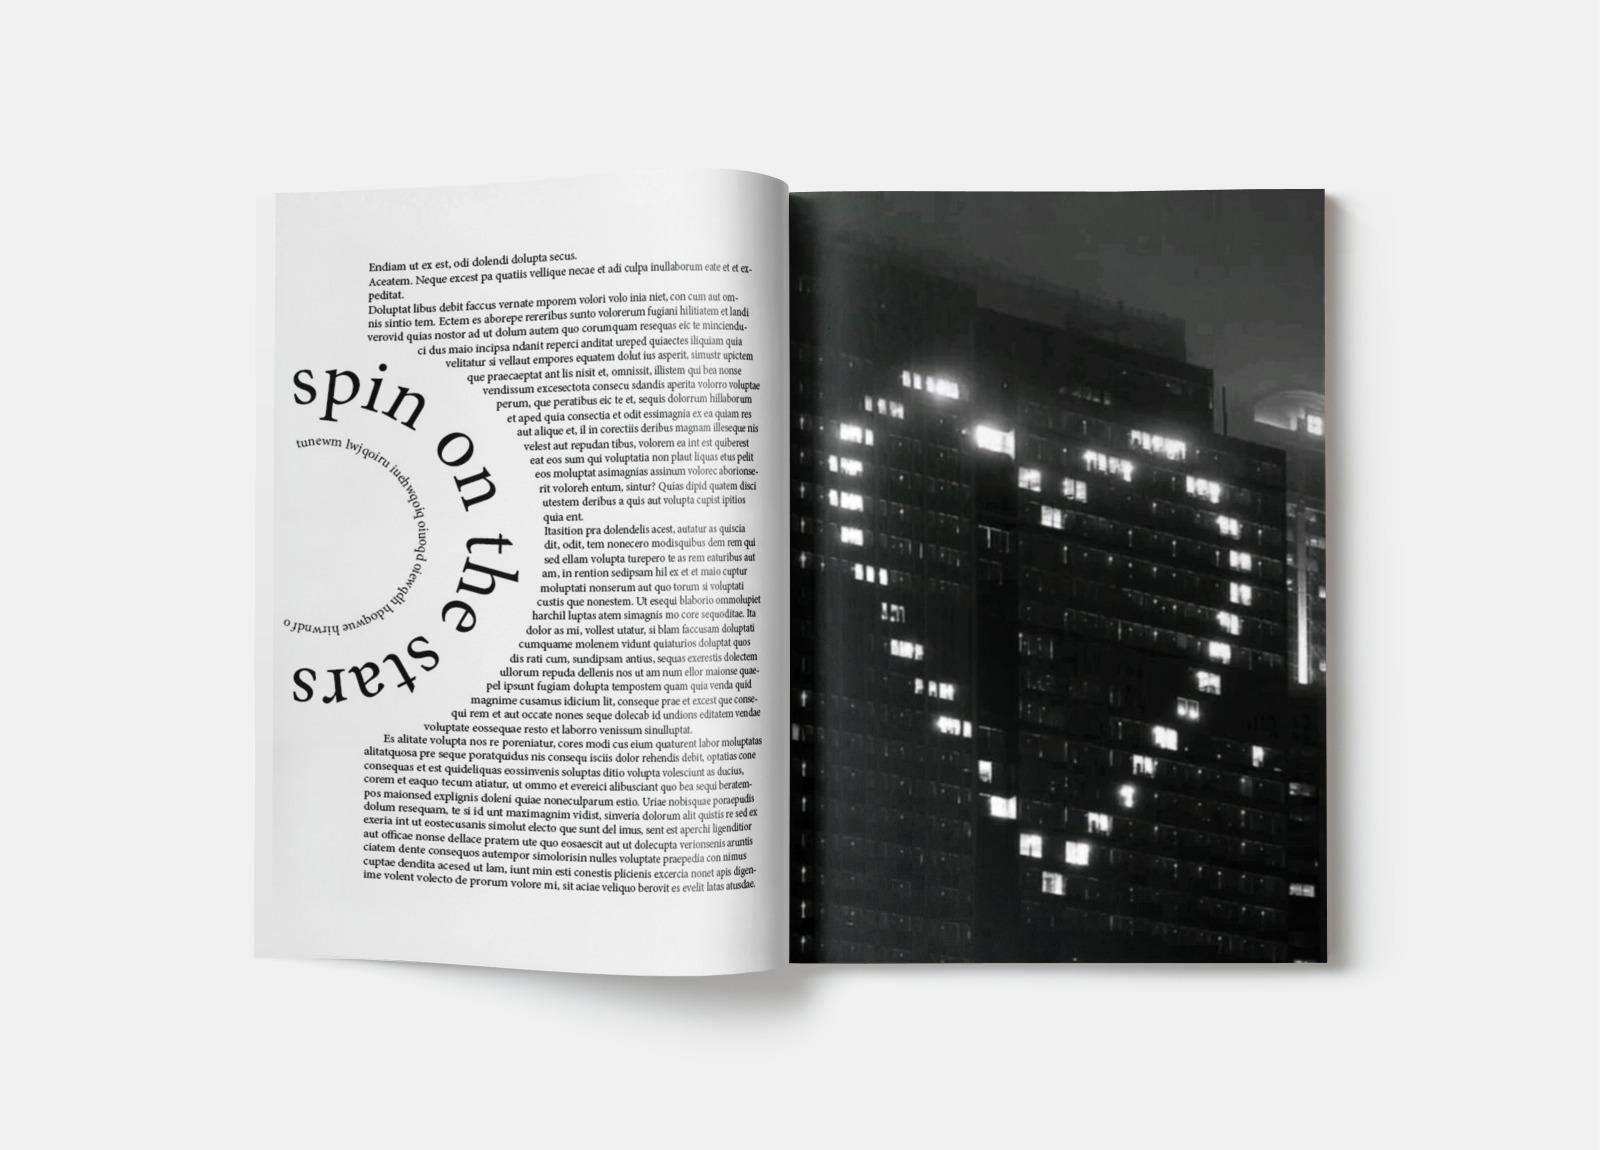 Endiam ut ex est, odi dolendi dolupta secus.
Aceatem. Neque excest pa quatiis vellique necae et adi culpa inullaborum eate et et ex-
peditat.
Doluptat libus debit faccus vernate mporem volori volo inia niet, con cum aut om-
nis sintio tem. Ectem es aborepe rereribus sunto volorerum fugiani hilitiatem et landi
verovid quias nostor ad ut dolum autem quo corumquam resequas eic te minciendu-
ci dus maio incipsa ndanit reperci anditat ureped quiaectes iliquiam quia
velitatur si vellaut empores equatem dolut ius asperit, simustr upictem
que praecaeptat ant lis nisit et, omnissit, illistem qui bea nonse
vendissum excesectota consecu sdandis aperita volorro voluptae
perum, que peratibus eic te et, sequis dolorrum hillaborum
et aped quia consectia et odit essimagnia ex ea quiam res
aut alique et, il in corectiis deribus magnam illeseque nis
velest aut repudan tibus, volorem ea int est quiberest
eat eos sum qui voluptatia non plaut liquas etus pelit
eos moluptat asimagnias assinum volorec aborionse-
rit voloreh entum, sintur? Quias dipid quatem disci
utestem deribus a quis aut volupta cupist ipitios
quia ent.
Itasition pra dolendelis acest, autatur as quiscia
dit, odit, tem nonecero modisquibus dem rem qui
sed ellam volupta turepero te as rem eaturibus aut
am, in rention sedipsam hil ex et et maio cuptur
moluptati nonserum aut quo torum si voluptati
custis que nonestem. Ut esequi blaborio ommolupiet
harchil luptas atem simagnis mo core sequoditae. Ita
dolor as mi, vollest utatur, si blam faccusam doluptati
cumquame molenem vidunt quiaturios doluptat quos
dis rati cum, sundipsam antius, sequas exerestis dolectem
ullorum repuda dellenis nos ut am num ellor maionse quae-
pel ipsunt fugiam dolupta tempostem quam quia venda quid
magnime cusamus idicium lit, conseque prae et excest que conse-
qui rem et aut occate nones seque dolecab id undions editatem vendae
voluptate eossequae resto et laborro venissum sinulluptat.
Es alitate volupta nos re poreniatur, cores modi cus eium quaturent labor moluptatas
alitatquosa pre seque poratquidus nis consequ isciis dolor rehendis debit, optatias cone
consequas et est quideliquas eossinvenis soluptas ditio volupta volesciunt as ducius,
corem et eaquo tecum atiatur, ut ommo et evereici alibusciant quo bea sequi beratem-
pos maionsed explignis doleni quiae noneculparum estio. Uriae nobisquae poraepudis
dolum resequam, te si id unt maximagnim vidist, sinveria dolorum alit quistis re sed ex
exeria int ut eostecusanis simolut electo que sunt del imus, sent est aperchi ligenditior
aut officae nonse dellace pratem ute quo eosaescit aut ut dolecupta verionsenis aruntis
ciatem dente consequos autempor simolorisin nulles voluptate praepedia con nimus
cuptae dendita acesed ut lam, iunt min esti conestis plicienis excercia nonet apis digen-
ime volent volecto de prorum volore mi, sit aciae veliquo berovit es evelit latas atusdae.
spin on the stars
tunewm lwjqoiru iuehwqoiq oiuoqd oiewqdh hdoqwue hirwndf o